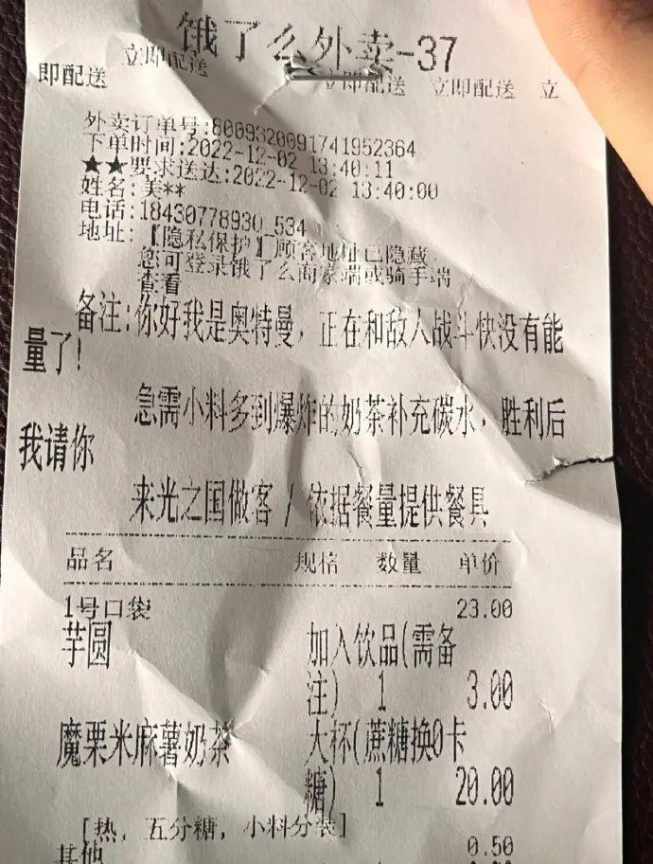 饿了么外卖-37
即配送 立即配送 立即配送 立即配送 立
外卖订单号:8009320091741952364
下单时间:2022-12-02 13:40:11
★★要求送达:2022-12-02 13:40:00
姓名:美**
电话:18430778930_534
地址:【隐私保护】顾客地址已隐藏
您可登录饿了么商家端或骑手端
查看
备注:你好我是奥特曼，正在和敌人战斗快没有能
量了!
急需小料多到爆炸的奶茶补充碳水，胜利后
我请你
来光之国做客 / 依据餐量提供餐具
品名 规格 数量 单价
1号口袋 23.00
芋圆 加入饮品(需备
注) 1 3.00
魔栗米麻薯奶茶 大杯(蔗糖换0卡
糖) 1 20.00
[热，五分糖，小料分装]
其他 0.50